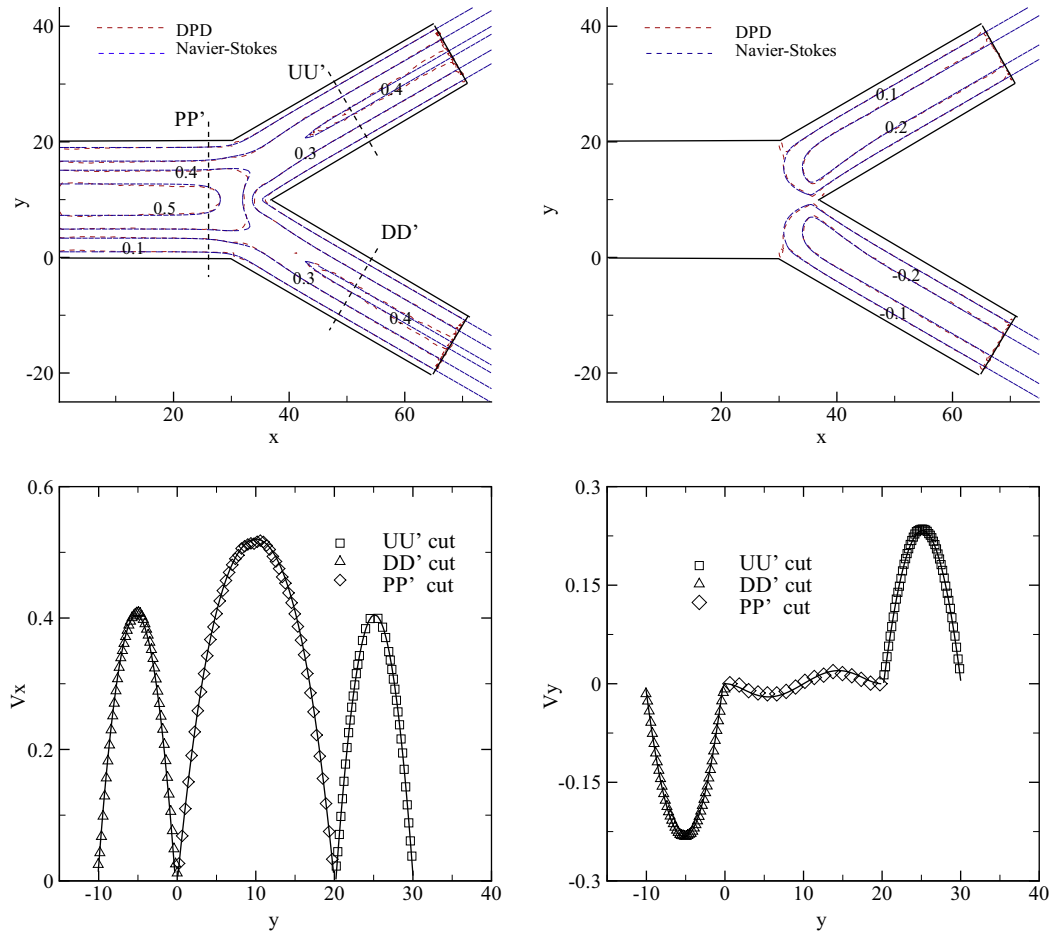 40
20
0
-20
y
20
40
60
x
DPD
Navier-Stokes
PP’
UU’
DD’
0.4
0.3
0.4
0.5
0.1
0.3
0.4
40
20
0
-20
y
20
40
60
x
DPD
Navier-Stokes
0.1
0.2
-0.2
-0.1
0.6
0.4
0.2
0
Vx
-10
0
10
20
30
40
y
UU’ cut
DD’ cut
PP’ cut
0.3
0.15
0
-0.15
-0.3
Vy
-10
0
10
20
30
40
y
UU’ cut
DD’ cut
PP’ cut